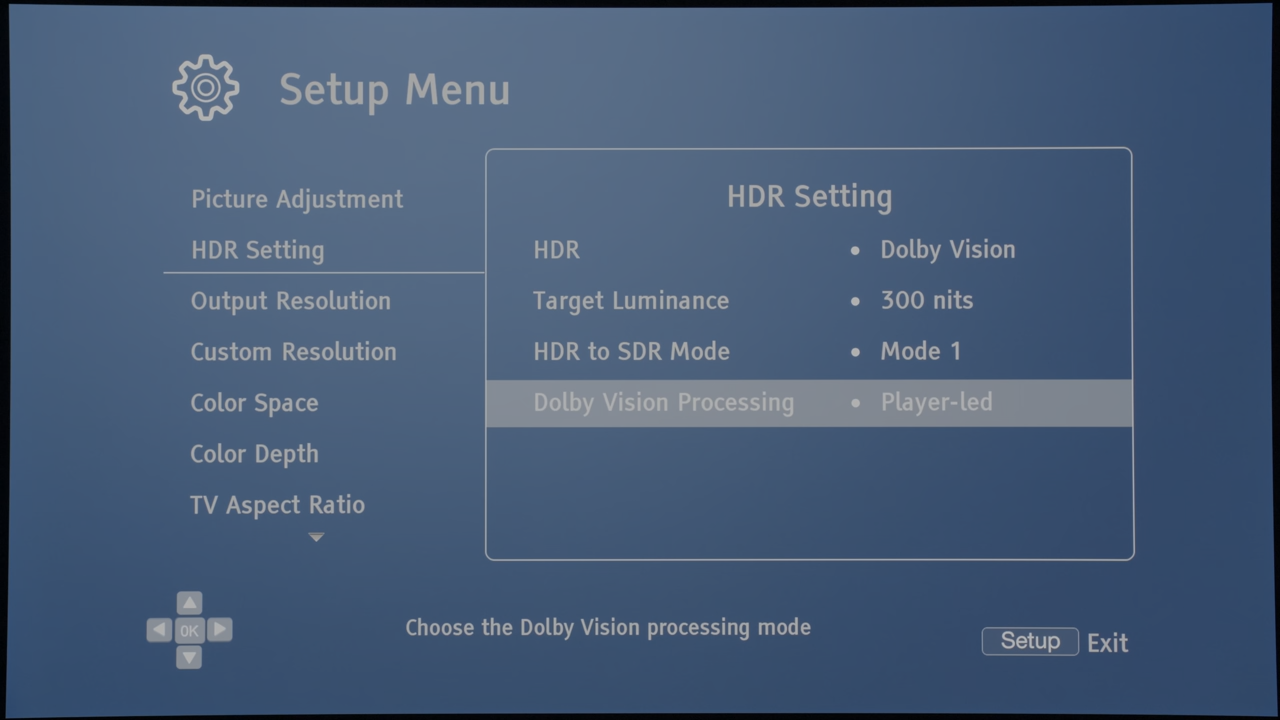 Setup Menu
Picture Adjustment
HDR Setting
Output Resolution
Custom Resolution
Color Space
Color Depth
TV Aspect Ratio
HDR Setting
HDR • Dolby Vision
Target Luminance • 300 nits
HDR to SDR Mode • Mode 1
Dolby Vision Processing • Player-led
OK
Choose the Dolby Vision processing mode
Setup Exit